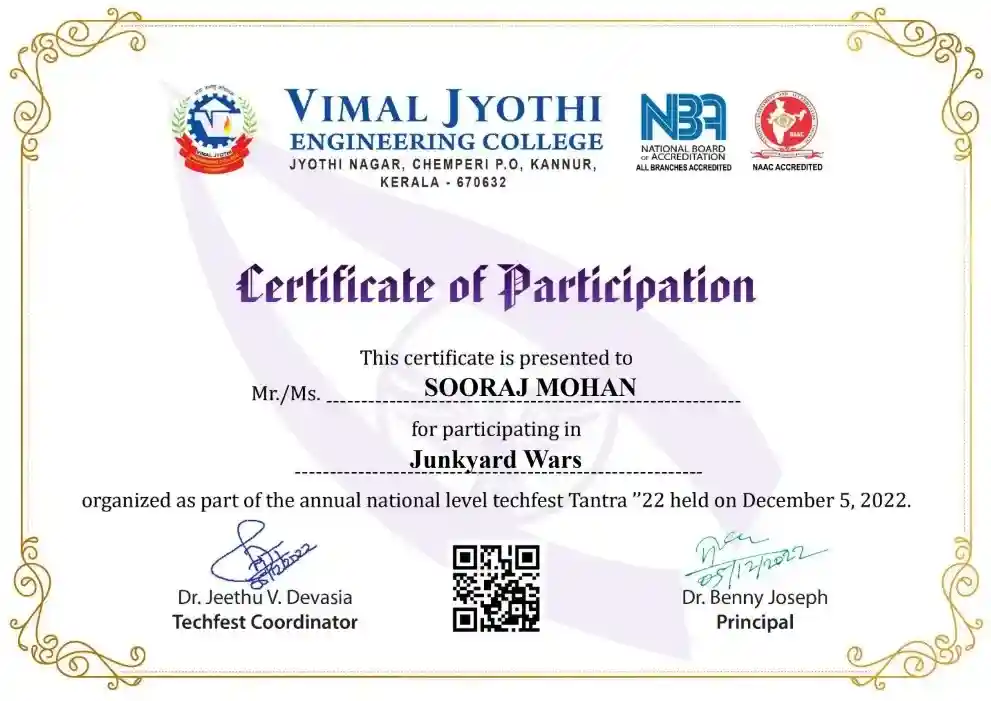 VIMAL JYOTHI
ENGINEERING COLLEGE
JYOTHI NAGAR, CHEMPERI P.O, KANNUR,
KERALA - 670632
VIMAL JYOTHI
NBA
NATIONAL BOARD
of ACCREDITATION
ALL BRANCHES ACCREDITED
NAAC
NAAC ACCREDITED
Certificate of Participation
This certificate is presented to
Mr./Ms. SOORAJ MOHAN
for participating in
Junkyard Wars
organized as part of the annual national level techfest Tantra ”22 held on December 5, 2022.
05/12/2022
Dr. Jeethu V. Devasia
Techfest Coordinator
05/12/2022
Dr. Benny Joseph
Principal